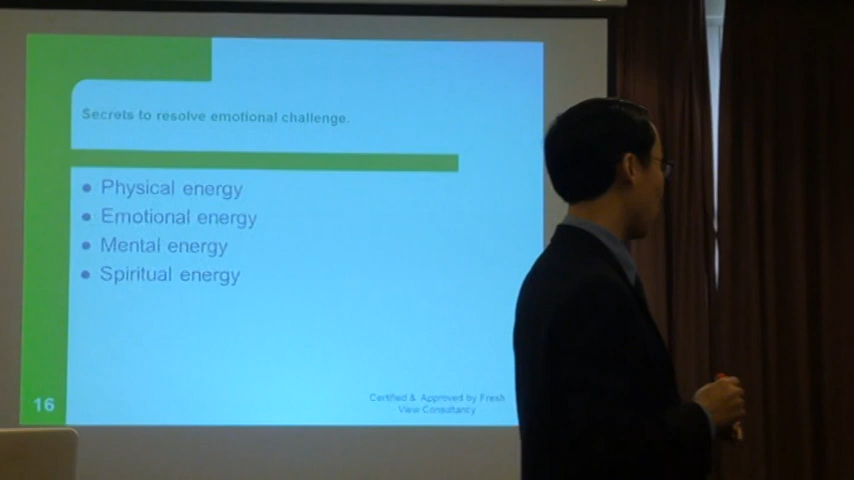 Secrets to resolve emotional challenge.
Physical energy
Emotional energy
Mental energy
Spiritual energy
16
Certified & Approved by Fresh
View Consultancy